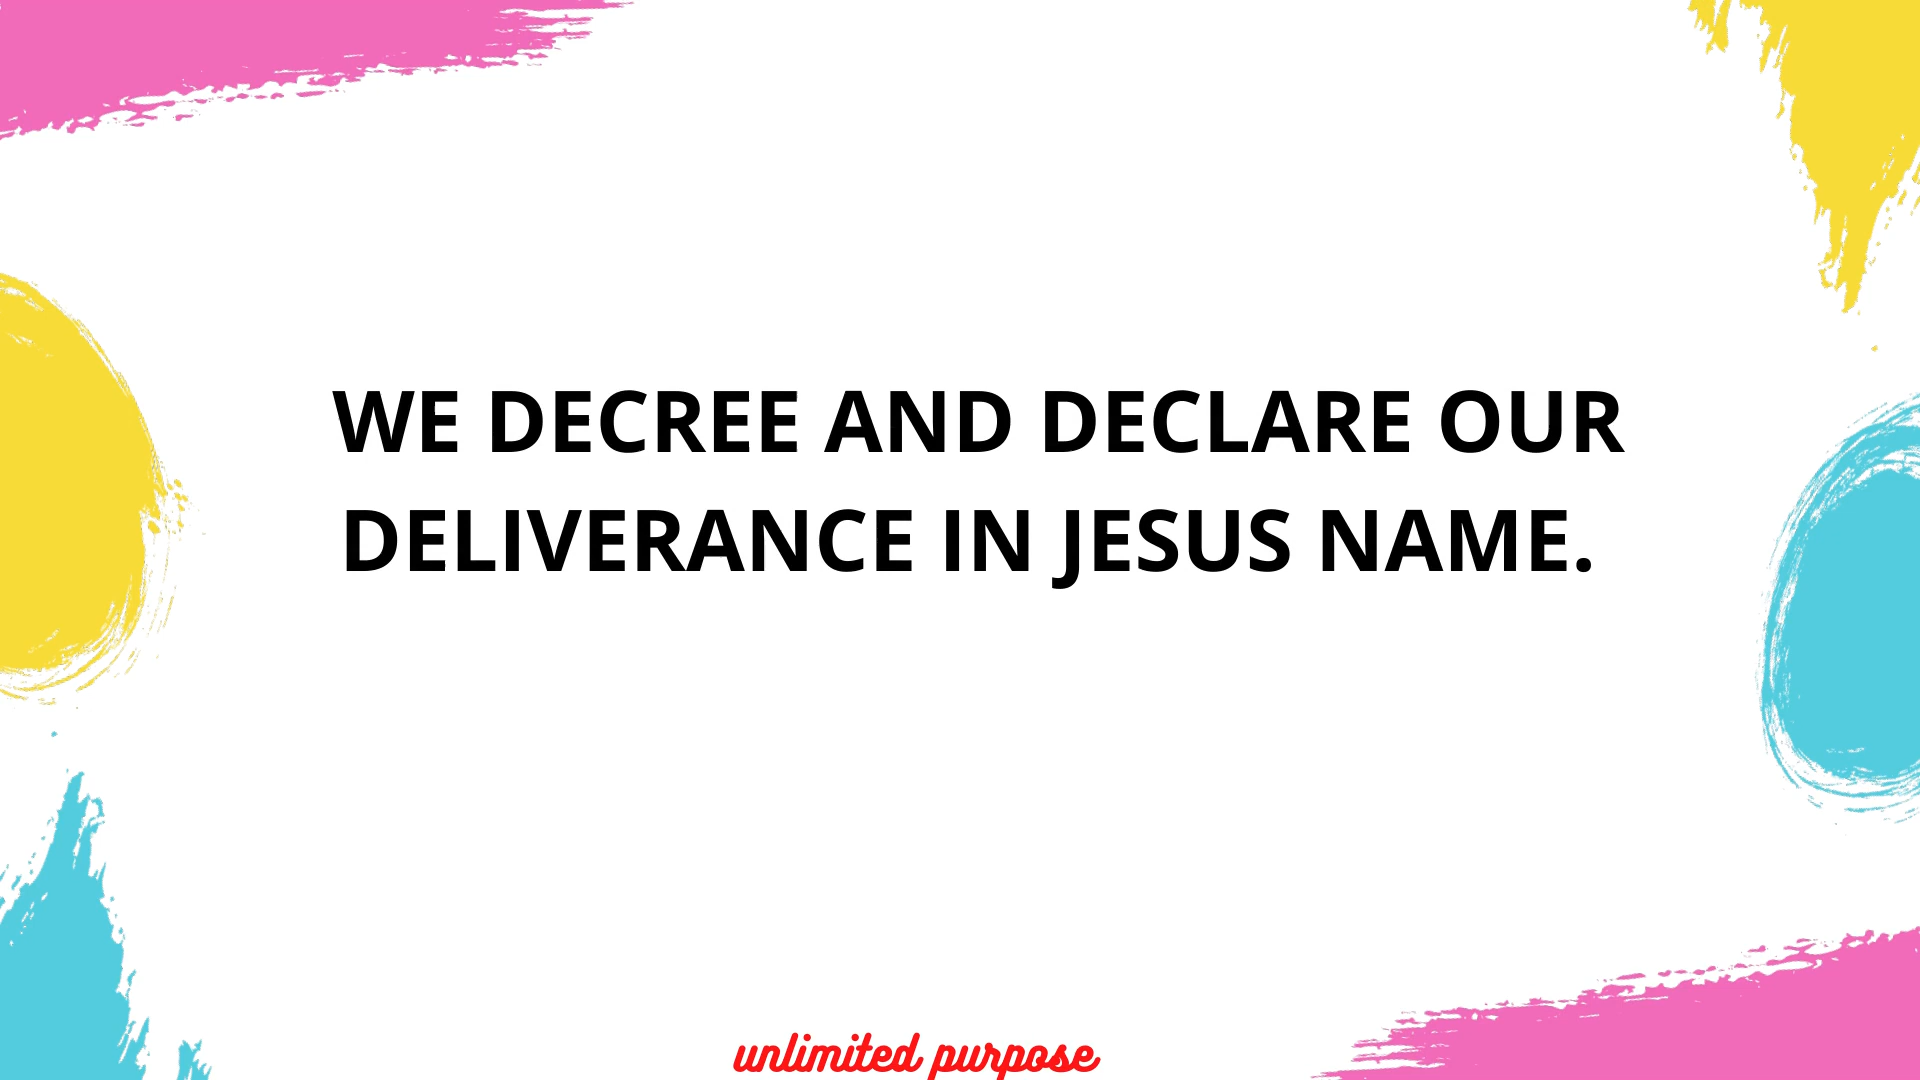 WE DECREE AND DECLARE OUR
DELIVERANCE IN JESUS NAME.
unlimited purpose